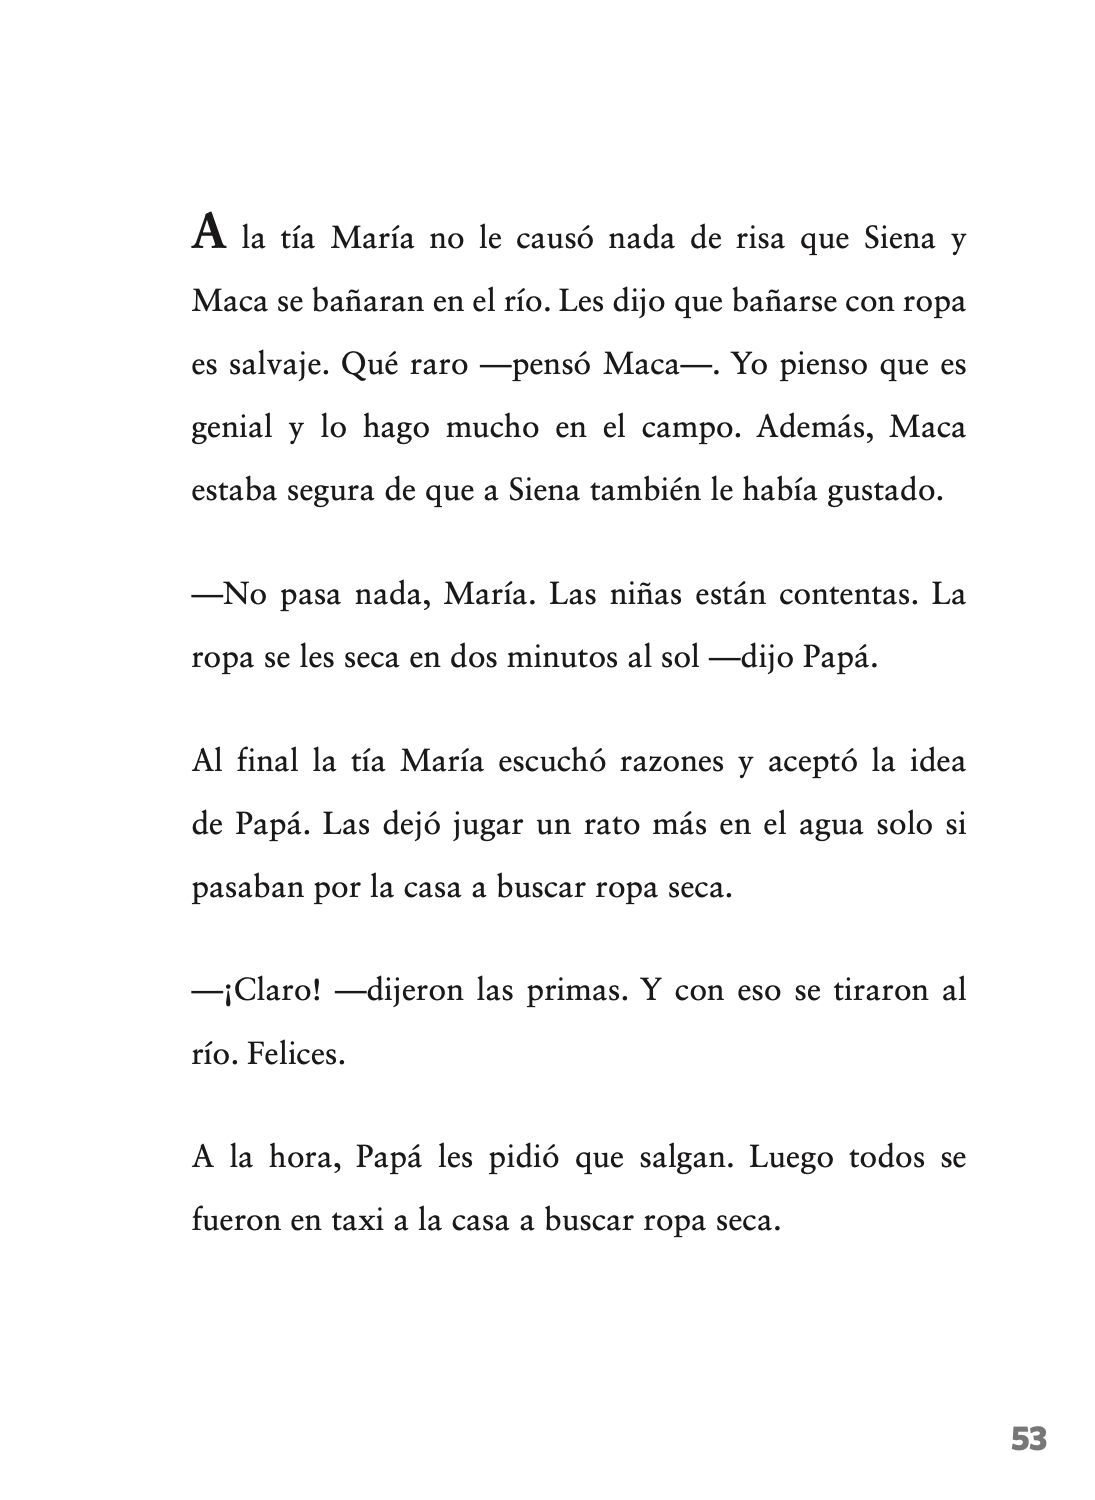 A la tía María no le causó nada de risa que Siena y
Maca se bañaran en el río. Les dijo que bañarse con ropa
es salvaje. Qué raro —pensó Maca—. Yo pienso que es
genial y lo hago mucho en el campo. Además, Maca
estaba segura de que a Siena también le había gustado.
—No pasa nada, María. Las niñas están contentas. La
ropa se les seca en dos minutos al sol —dijo Papá.
Al final la tía María escuchó razones y aceptó la idea
de Papá. Las dejó jugar un rato más en el agua solo si
pasaban por la casa a buscar ropa seca.
—¡Claro! —dijeron las primas. Y con eso se tiraron al
río. Felices.
A la hora, Papá les pidió que salgan. Luego todos se
fueron en taxi a la casa a buscar ropa seca.
53